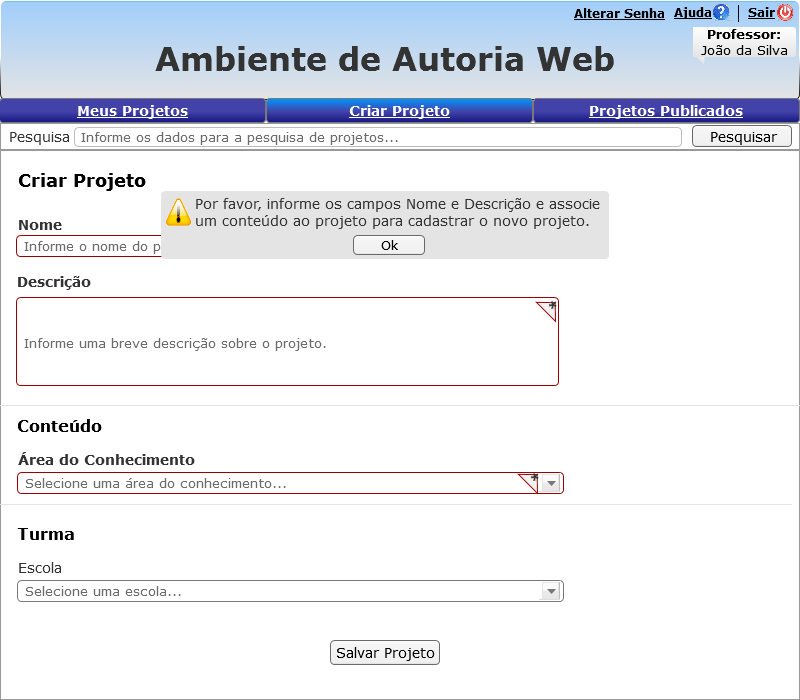 Alterar Senha Ajuda ? | Sair
Professor:
João da Silva
Ambiente de Autoria Web
Meus Projetos Criar Projeto Projetos Publicados
Pesquisa Informe os dados para a pesquisa de projetos... Pesquisar
Criar Projeto
Por favor, informe os campos Nome e Descrição e associe
um conteúdo ao projeto para cadastrar o novo projeto.
Ok
Nome
Informe o nome do p
Descrição
*
Informe uma breve descrição sobre o projeto.
Conteúdo
Área do Conhecimento
Selecione uma área do conhecimento... *
Turma
Escola
Selecione uma escola...
Salvar Projeto